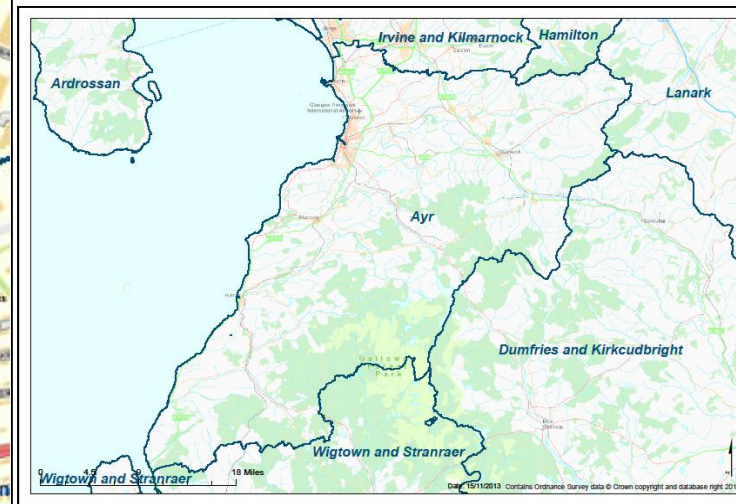 Irvine and Kilmarnock
Hamilton
Ardrossan
Lanark
Glasgow Prestwick
International Airport
Ayr
Dumfries and Kirkcudbright
Park
Wigtown and Stranraer
0 4.5 9 18 Miles
Wigtown and Stranraer
Date: 15/11/2013 Contains Ordnance Survey data © Crown copyright and database right 201